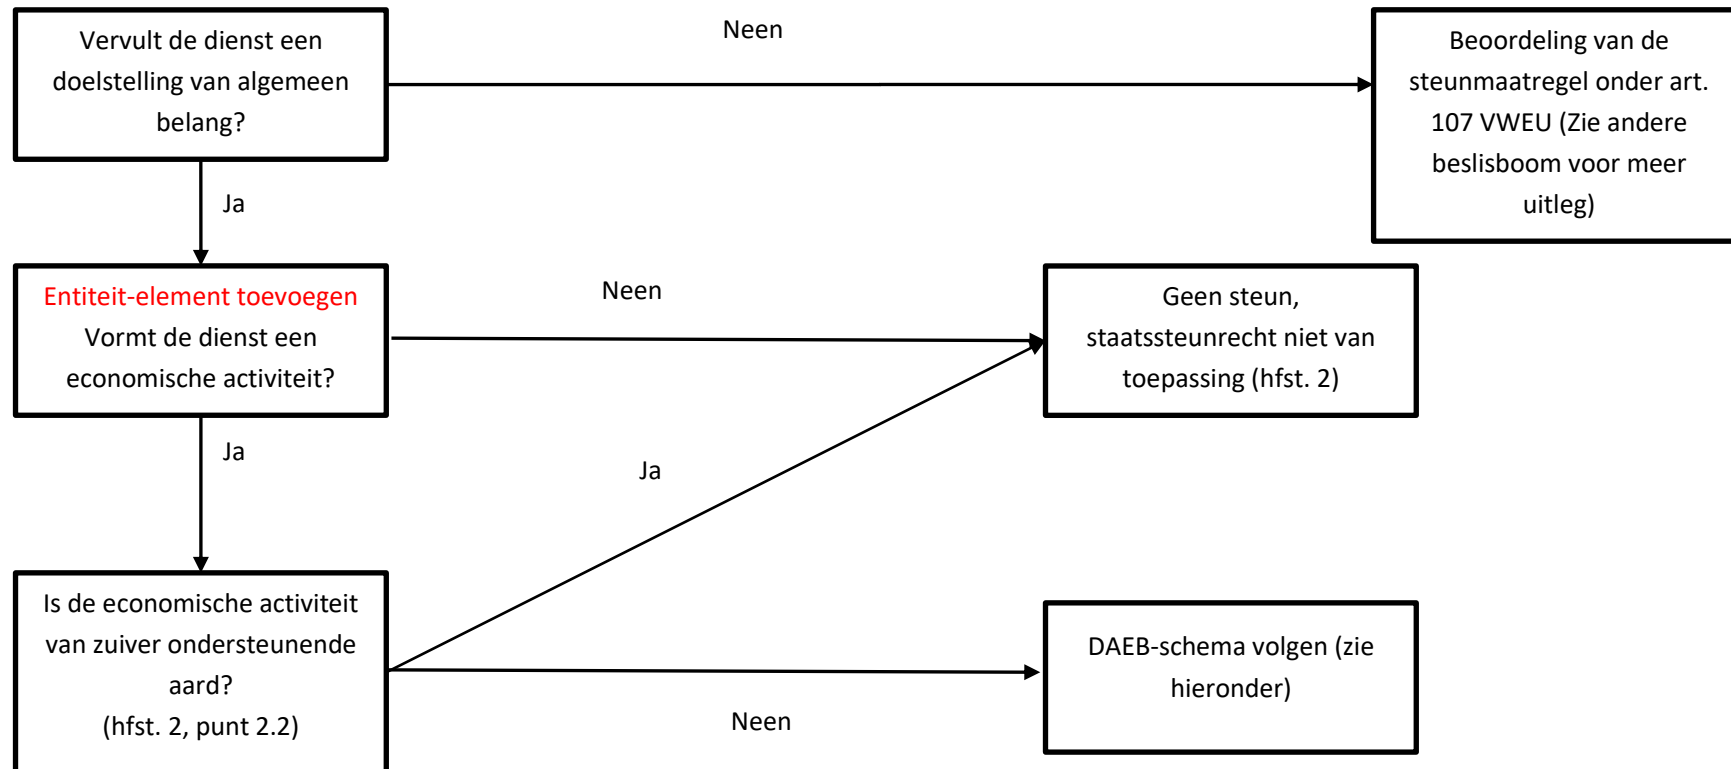 Vervult de dienst een
doelstelling van algemeen
belang?
Neen
Beoordeling van de
steunmaatregel onder art.
107 VWEU (Zie andere
beslisboom voor meer
uitleg)
Ja
Entiteit-element toevoegen
Vormt de dienst een
economische activiteit?
Neen
Geen steun,
staatssteunrecht niet van
toepassing (hfst. 2)
Ja
Ja
Is de economische activiteit
van zuiver ondersteunende
aard?
(hfst. 2, punt 2.2)
Neen
DAEB-schema volgen (zie
hieronder)